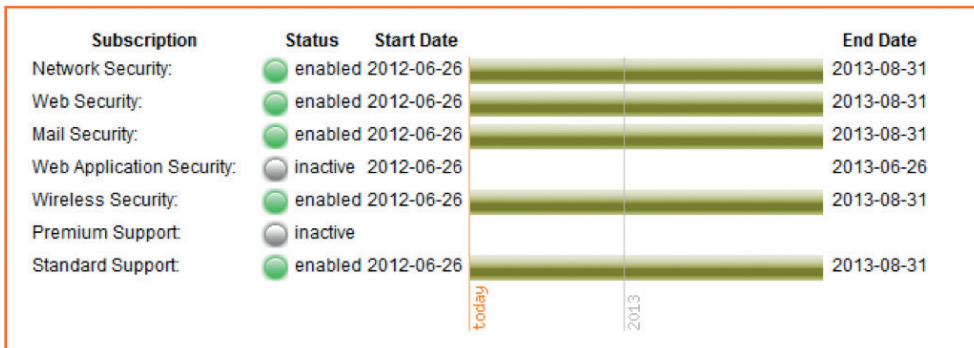 Subscription Status Start Date End Date
Network Security: enabled 2012-06-26 2013-08-31
Web Security: enabled 2012-06-26 2013-08-31
Mail Security: enabled 2012-06-26 2013-08-31
Web Application Security: inactive 2012-06-26 2013-06-26
Wireless Security: enabled 2012-06-26 2013-08-31
Premium Support: inactive
Standard Support: enabled 2012-06-26 2013-08-31
today 2013